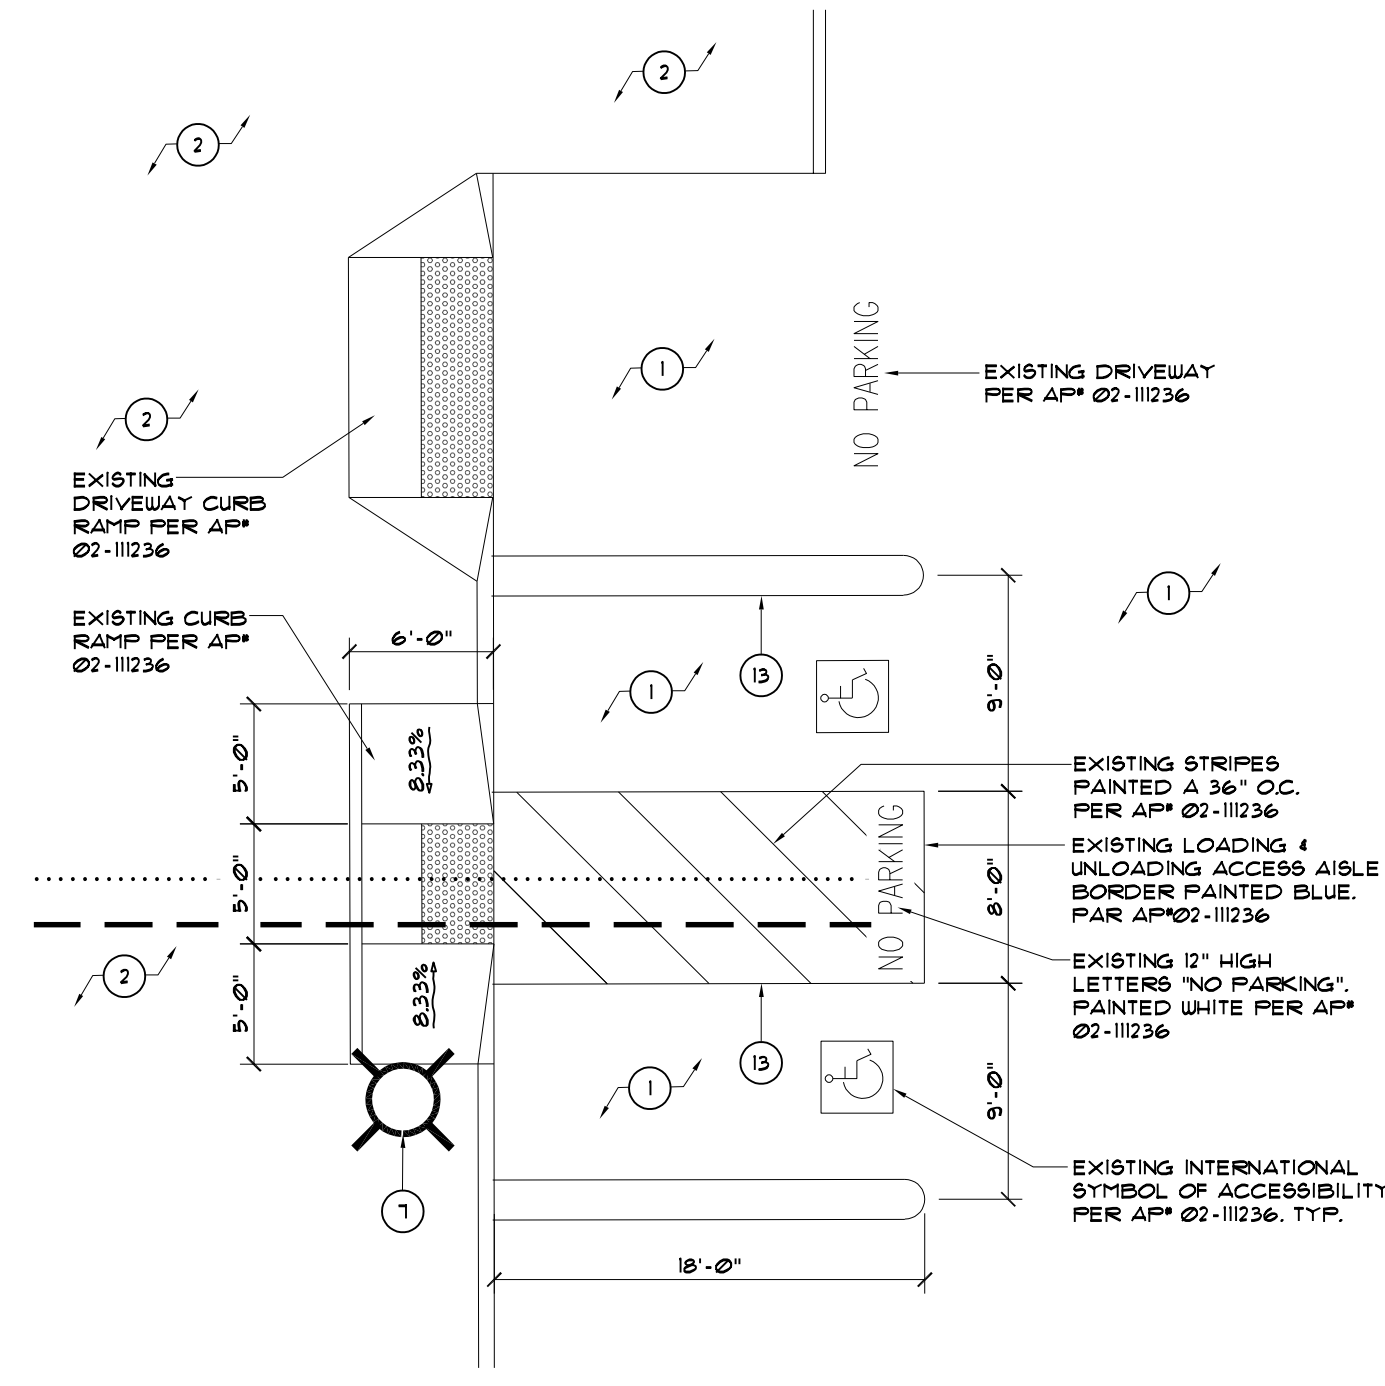 2
2
NO PARKING
1
EXISTING DRIVEWAY
PER AP# 02-111236
2
EXISTING
DRIVEWAY CURB
RAMP PER AP#
02-111236
1
EXISTING CURB
RAMP PER AP#
02-111236
6'-0"
13
1
9'-0"
5'-0"
8.33%
EXISTING STRIPES
PAINTED A 36" O.C.
PER AP# 02-111236
NO PARKING
EXISTING LOADING &
UNLOADING ACCESS AISLE
BORDER PAINTED BLUE.
PAR AP#02-111236
5'-0"
8'-0"
EXISTING 12" HIGH
LETTERS "NO PARKING".
PAINTED WHITE PER AP#
02-111236
2
5'-0"
8.33%
13
1
9'-0"
EXISTING INTERNATIONAL
SYMBOL OF ACCESSIBILITY
PER AP# 02-111236. TYP.
7
18'-0"